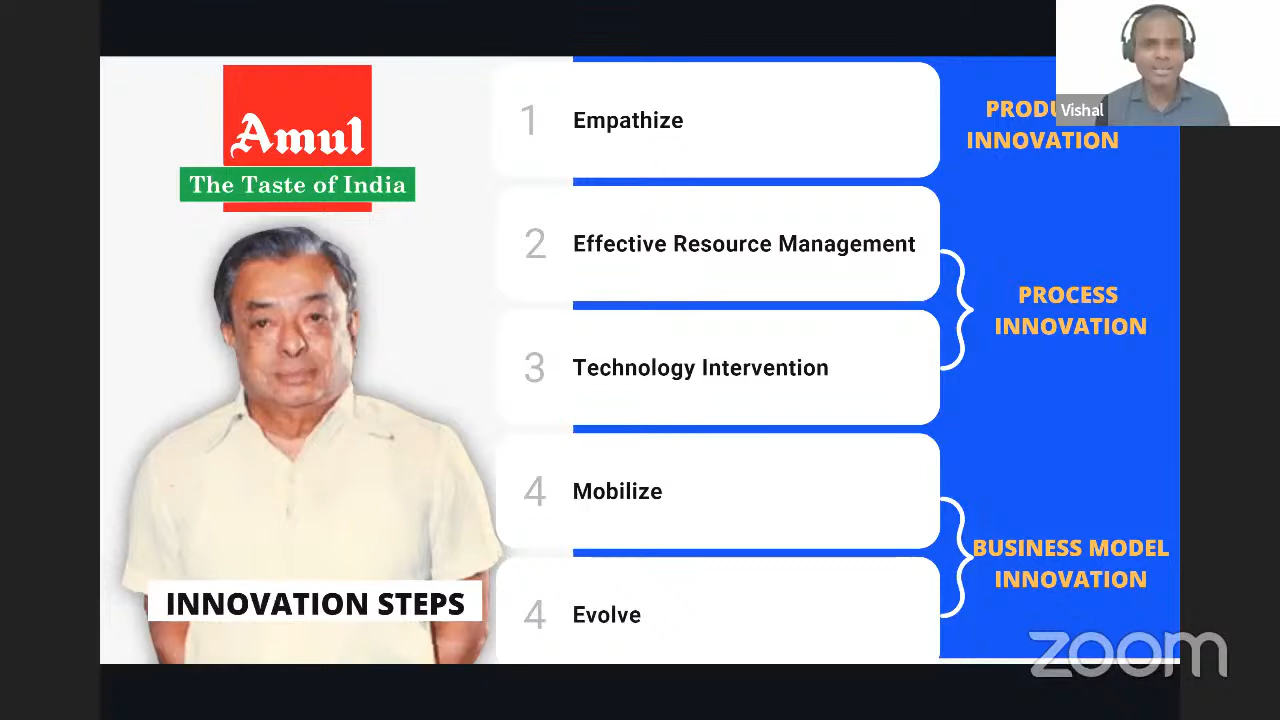 Amul
The Taste of India
INNOVATION STEPS
1 Empathize
2 Effective Resource Management
3 Technology Intervention
4 Mobilize
4 Evolve
INNOVATION
PROCESS
INNOVATION
BUSINESS MODEL
INNOVATION
Vishal
zoom